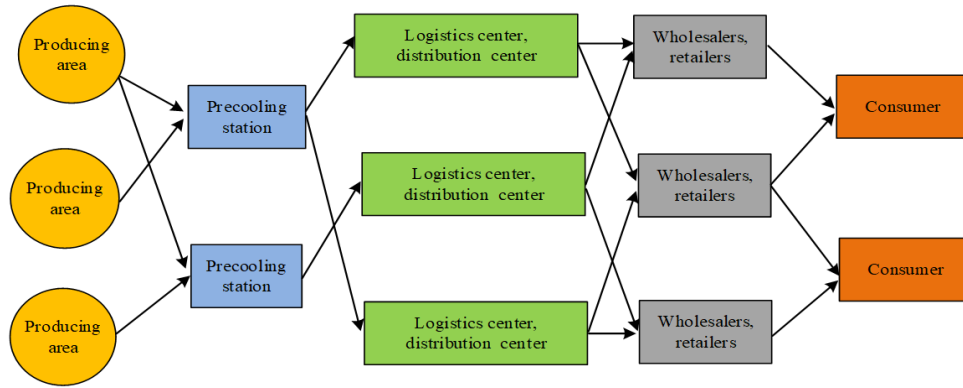 Producing
area
Producing
area
Producing
area
Precooling
station
Precooling
station
Logistics center,
distribution center
Logistics center,
distribution center
Logistics center,
distribution center
Wholesalers,
retailers
Wholesalers,
retailers
Wholesalers,
retailers
Consumer
Consumer